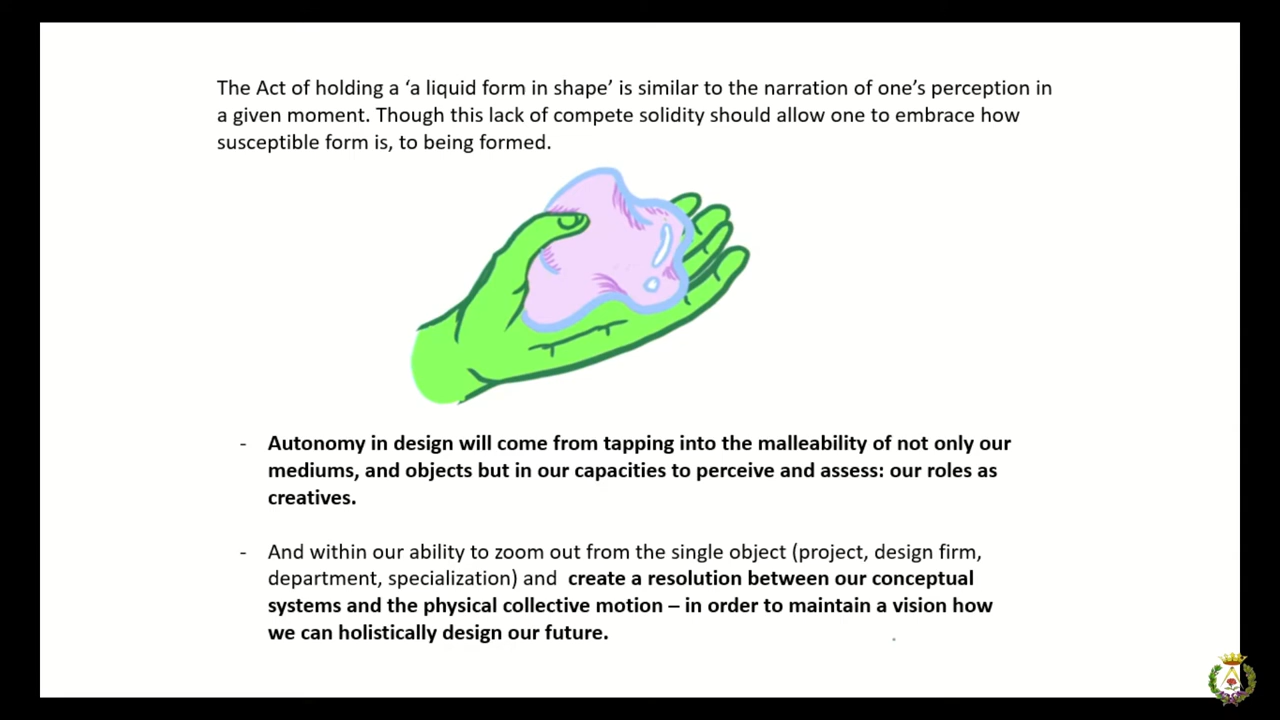 The Act of holding a ‘a liquid form in shape’ is similar to the narration of one’s perception in
a given moment. Though this lack of compete solidity should allow one to embrace how
susceptible form is, to being formed.
- Autonomy in design will come from tapping into the malleability of not only our
mediums, and objects but in our capacities to perceive and assess: our roles as
creatives.
- And within our ability to zoom out from the single object (project, design firm,
department, specialization) and create a resolution between our conceptual
systems and the physical collective motion – in order to maintain a vision how
we can holistically design our future.